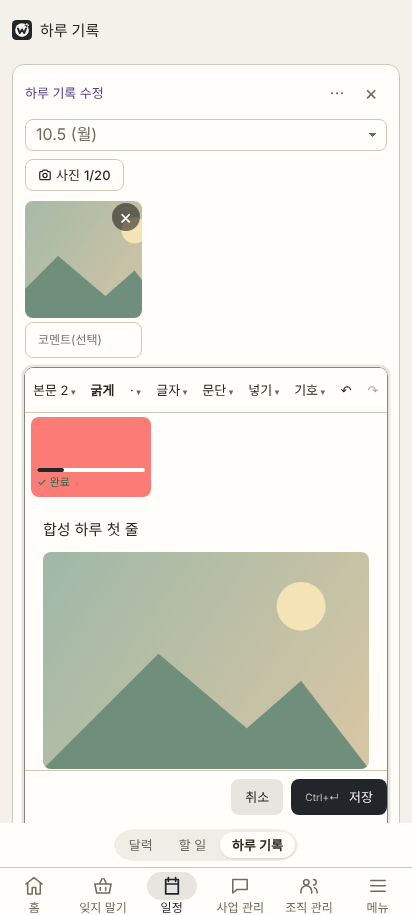 하루 기록
하루 기록 수정
10.5 (월)
사진 1/20
코멘트(선택)
본문 2 굵게 · 글자 문단 넣기 기호
✓ 완료
합성 하루 첫 줄
취소 Ctrl+↵ 저장
달력 할 일 하루 기록
홈 잊지 말기 일정 사업 관리 조직 관리 메뉴